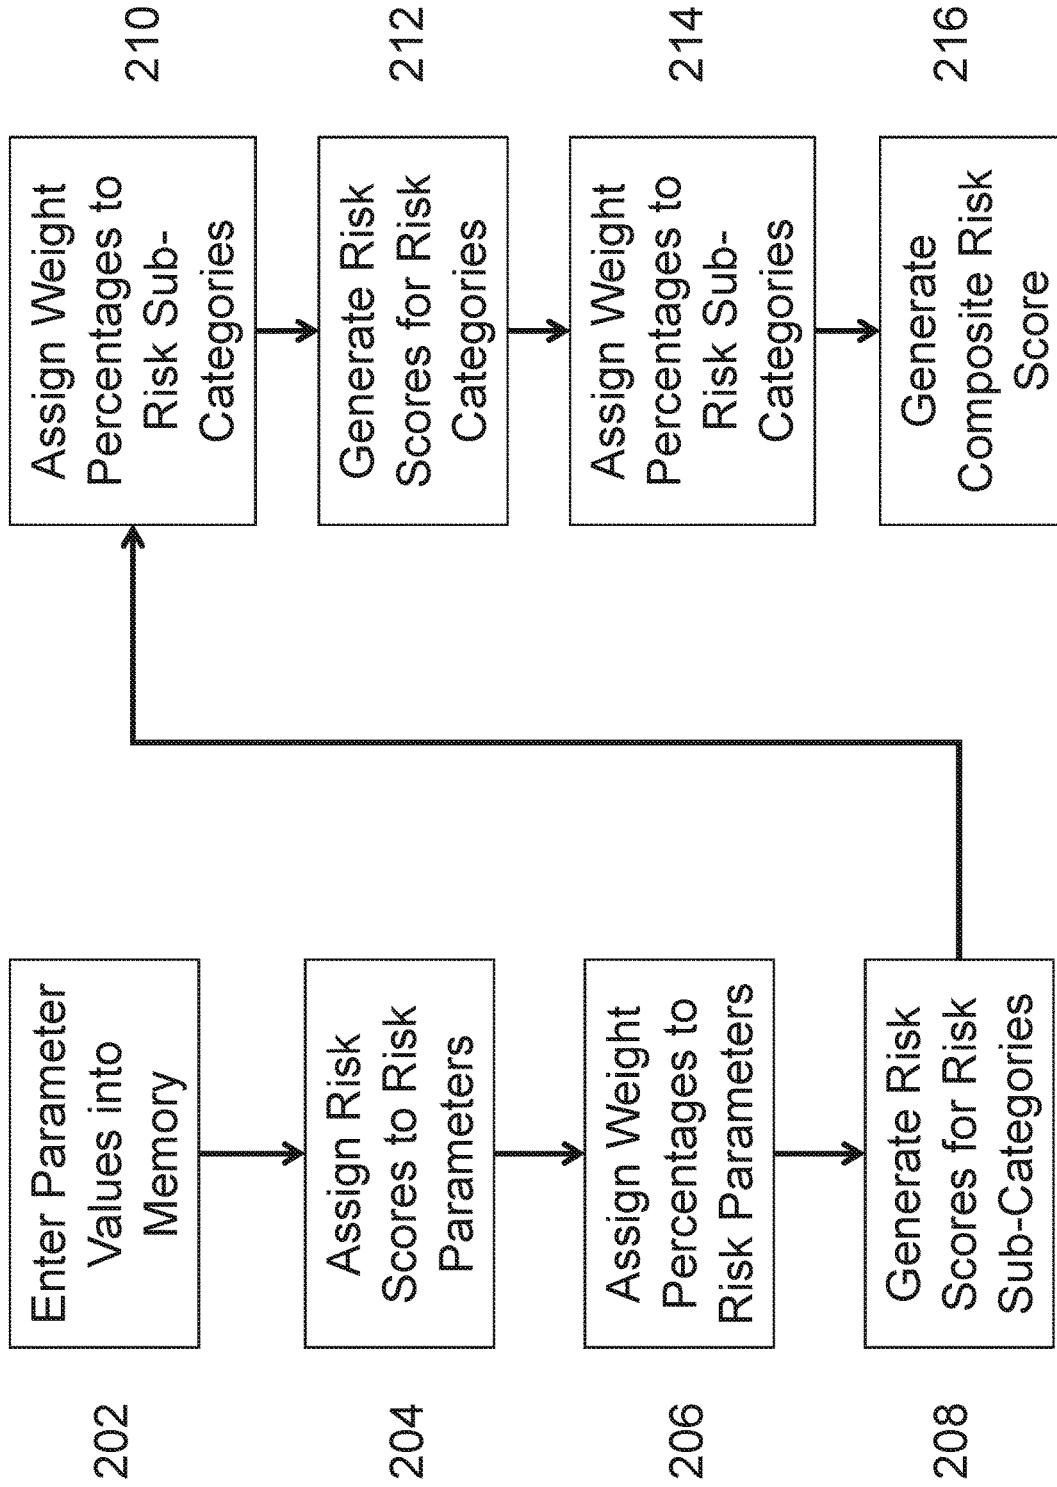 202
Enter Parameter
Values into
Memory
204
Assign Risk
Scores to Risk
Parameters
206
Assign Weight
Percentages to
Risk Parameters
208
Generate Risk
Scores for Risk
Sub-Categories
210
Assign Weight
Percentages to
Risk Sub-
Categories
212
Generate Risk
Scores for Risk
Categories
214
Assign Weight
Percentages to
Risk Sub-
Categories
216
Generate
Composite Risk
Score